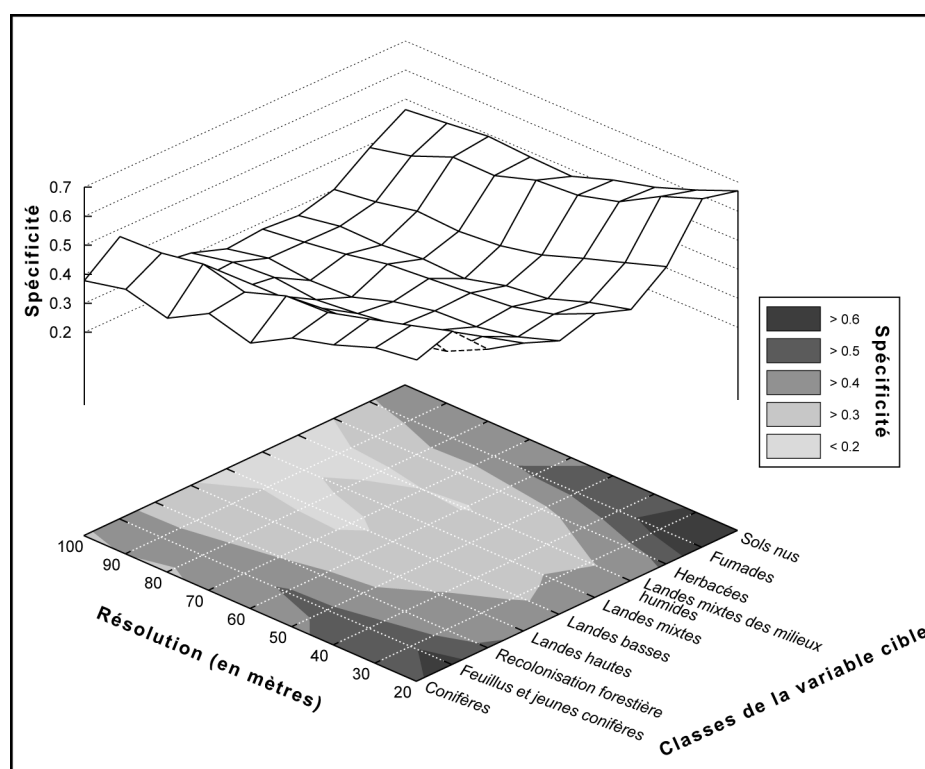 0.7
0.6
0.5
0.4
0.3
0.2
Spécificité
> 0.6
> 0.5
> 0.4
> 0.3
< 0.2
Spécificité
100
90
80
70
60
50
40
30
20
Résolution (en mètres)
Sols nus
Fumades
Herbacées
Landes mixtes des milieux
humides
Landes mixtes
Landes basses
Landes hautes
Recolonisation forestière
Feuillus et jeunes conifères
Conifères
Classes de la variable cible